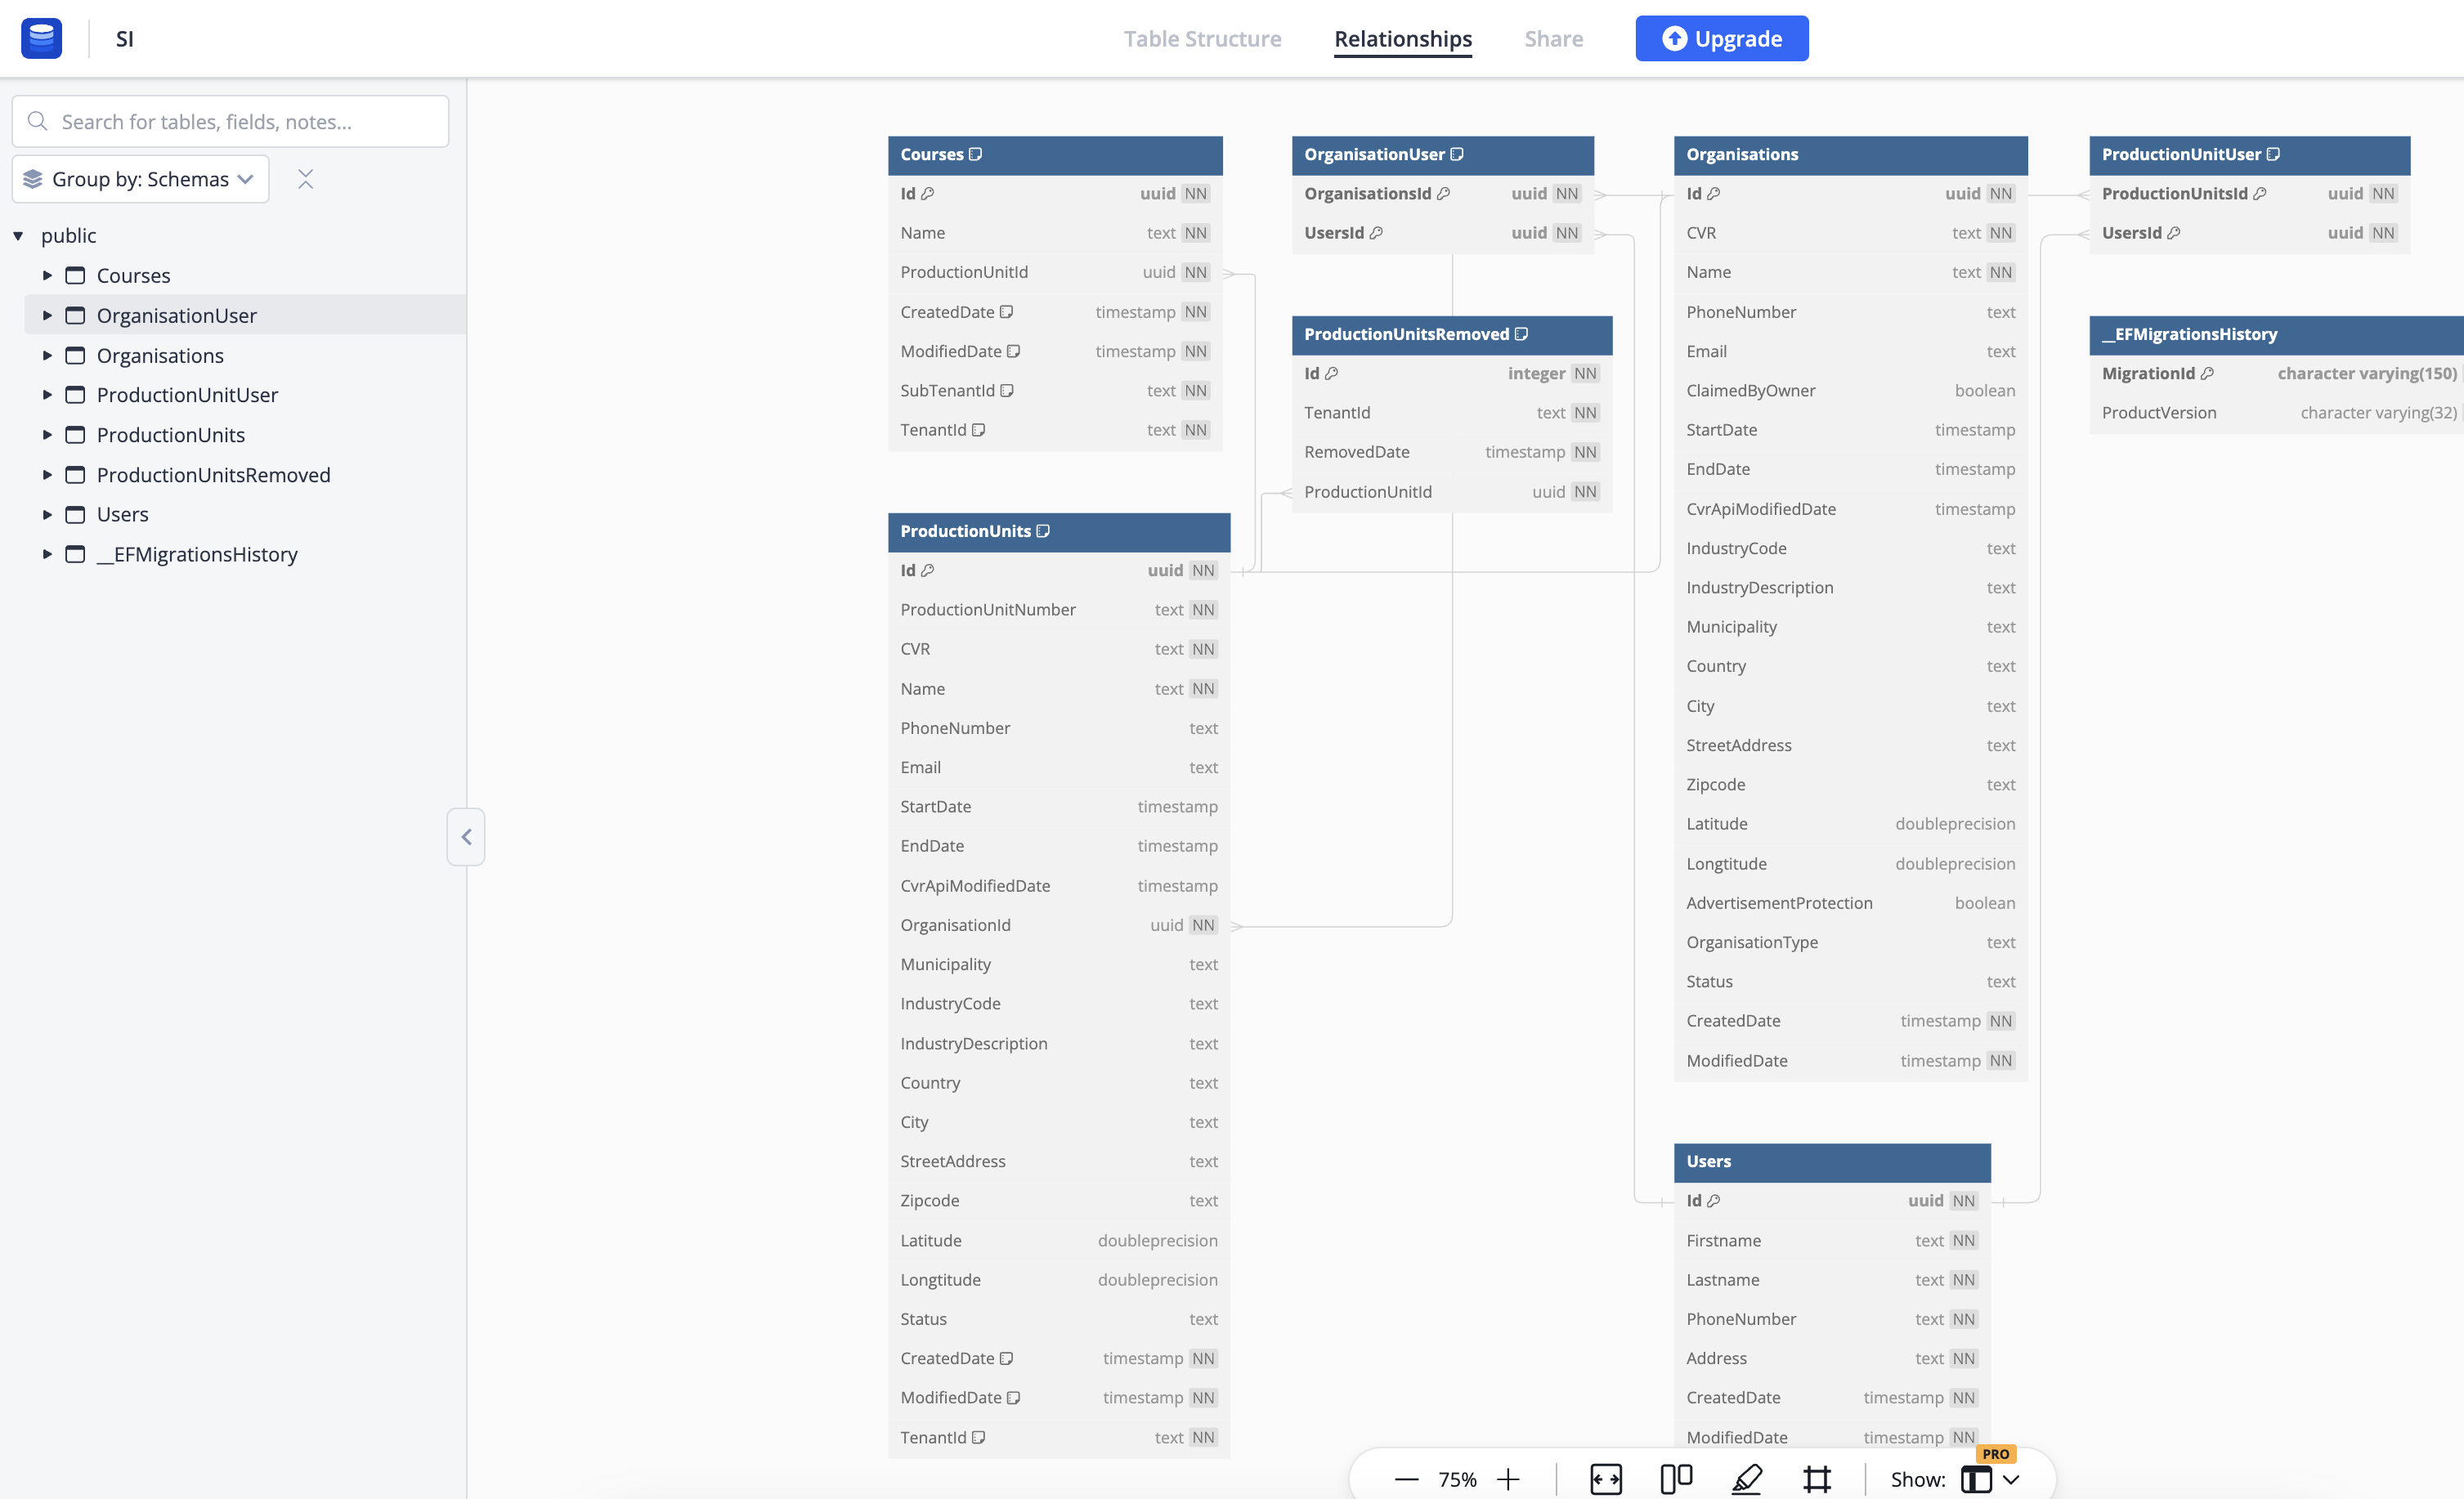 SI
Table Structure
Relationships
Share
Upgrade
Search for tables, fields, notes...
Group by: Schemas
public
Courses
OrganisationUser
Organisations
ProductionUnitUser
ProductionUnits
ProductionUnitsRemoved
Users
__EFMigrationsHistory
Courses
Id uuid NN
Name text NN
ProductionUnitId uuid NN
CreatedDate timestamp NN
ModifiedDate timestamp NN
SubTenantId text NN
TenantId text NN
ProductionUnits
Id uuid NN
ProductionUnitNumber text NN
CVR text NN
Name text NN
PhoneNumber text
Email text
StartDate timestamp
EndDate timestamp
CvrApiModifiedDate timestamp
OrganisationId uuid NN
Municipality text
IndustryCode text
IndustryDescription text
Country text
City text
StreetAddress text
Zipcode text
Latitude doubleprecision
Longtitude doubleprecision
Status text
CreatedDate timestamp NN
ModifiedDate timestamp NN
TenantId text NN
OrganisationUser
OrganisationsId uuid NN
UsersId uuid NN
ProductionUnitsRemoved
Id integer NN
TenantId text NN
RemovedDate timestamp NN
ProductionUnitId uuid NN
Organisations
Id uuid NN
CVR text NN
Name text NN
PhoneNumber text
Email text
ClaimedByOwner boolean
StartDate timestamp
EndDate timestamp
CvrApiModifiedDate timestamp
IndustryCode text
IndustryDescription text
Municipality text
Country text
City text
StreetAddress text
Zipcode text
Latitude doubleprecision
Longtitude doubleprecision
AdvertisementProtection boolean
OrganisationType text
Status text
CreatedDate timestamp NN
ModifiedDate timestamp NN
Users
Id uuid NN
Firstname text NN
Lastname text NN
PhoneNumber text NN
Address text NN
CreatedDate timestamp NN
ModifiedDate timestamp NN
ProductionUnitUser
ProductionUnitsId uuid NN
UsersId uuid NN
__EFMigrationsHistory
MigrationId character varying(150)
ProductVersion character varying(32)
75%
Show:
PRO